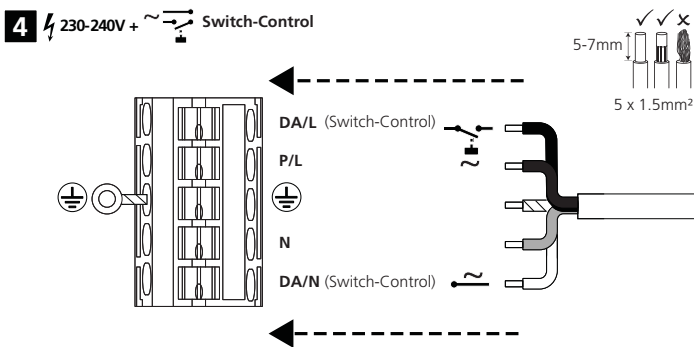 4 230-240V + ~ Switch-Control
5-7mm
5 x 1.5mm²
DA/L (Switch-Control)
~
P/L
N
DA/N (Switch-Control) ~